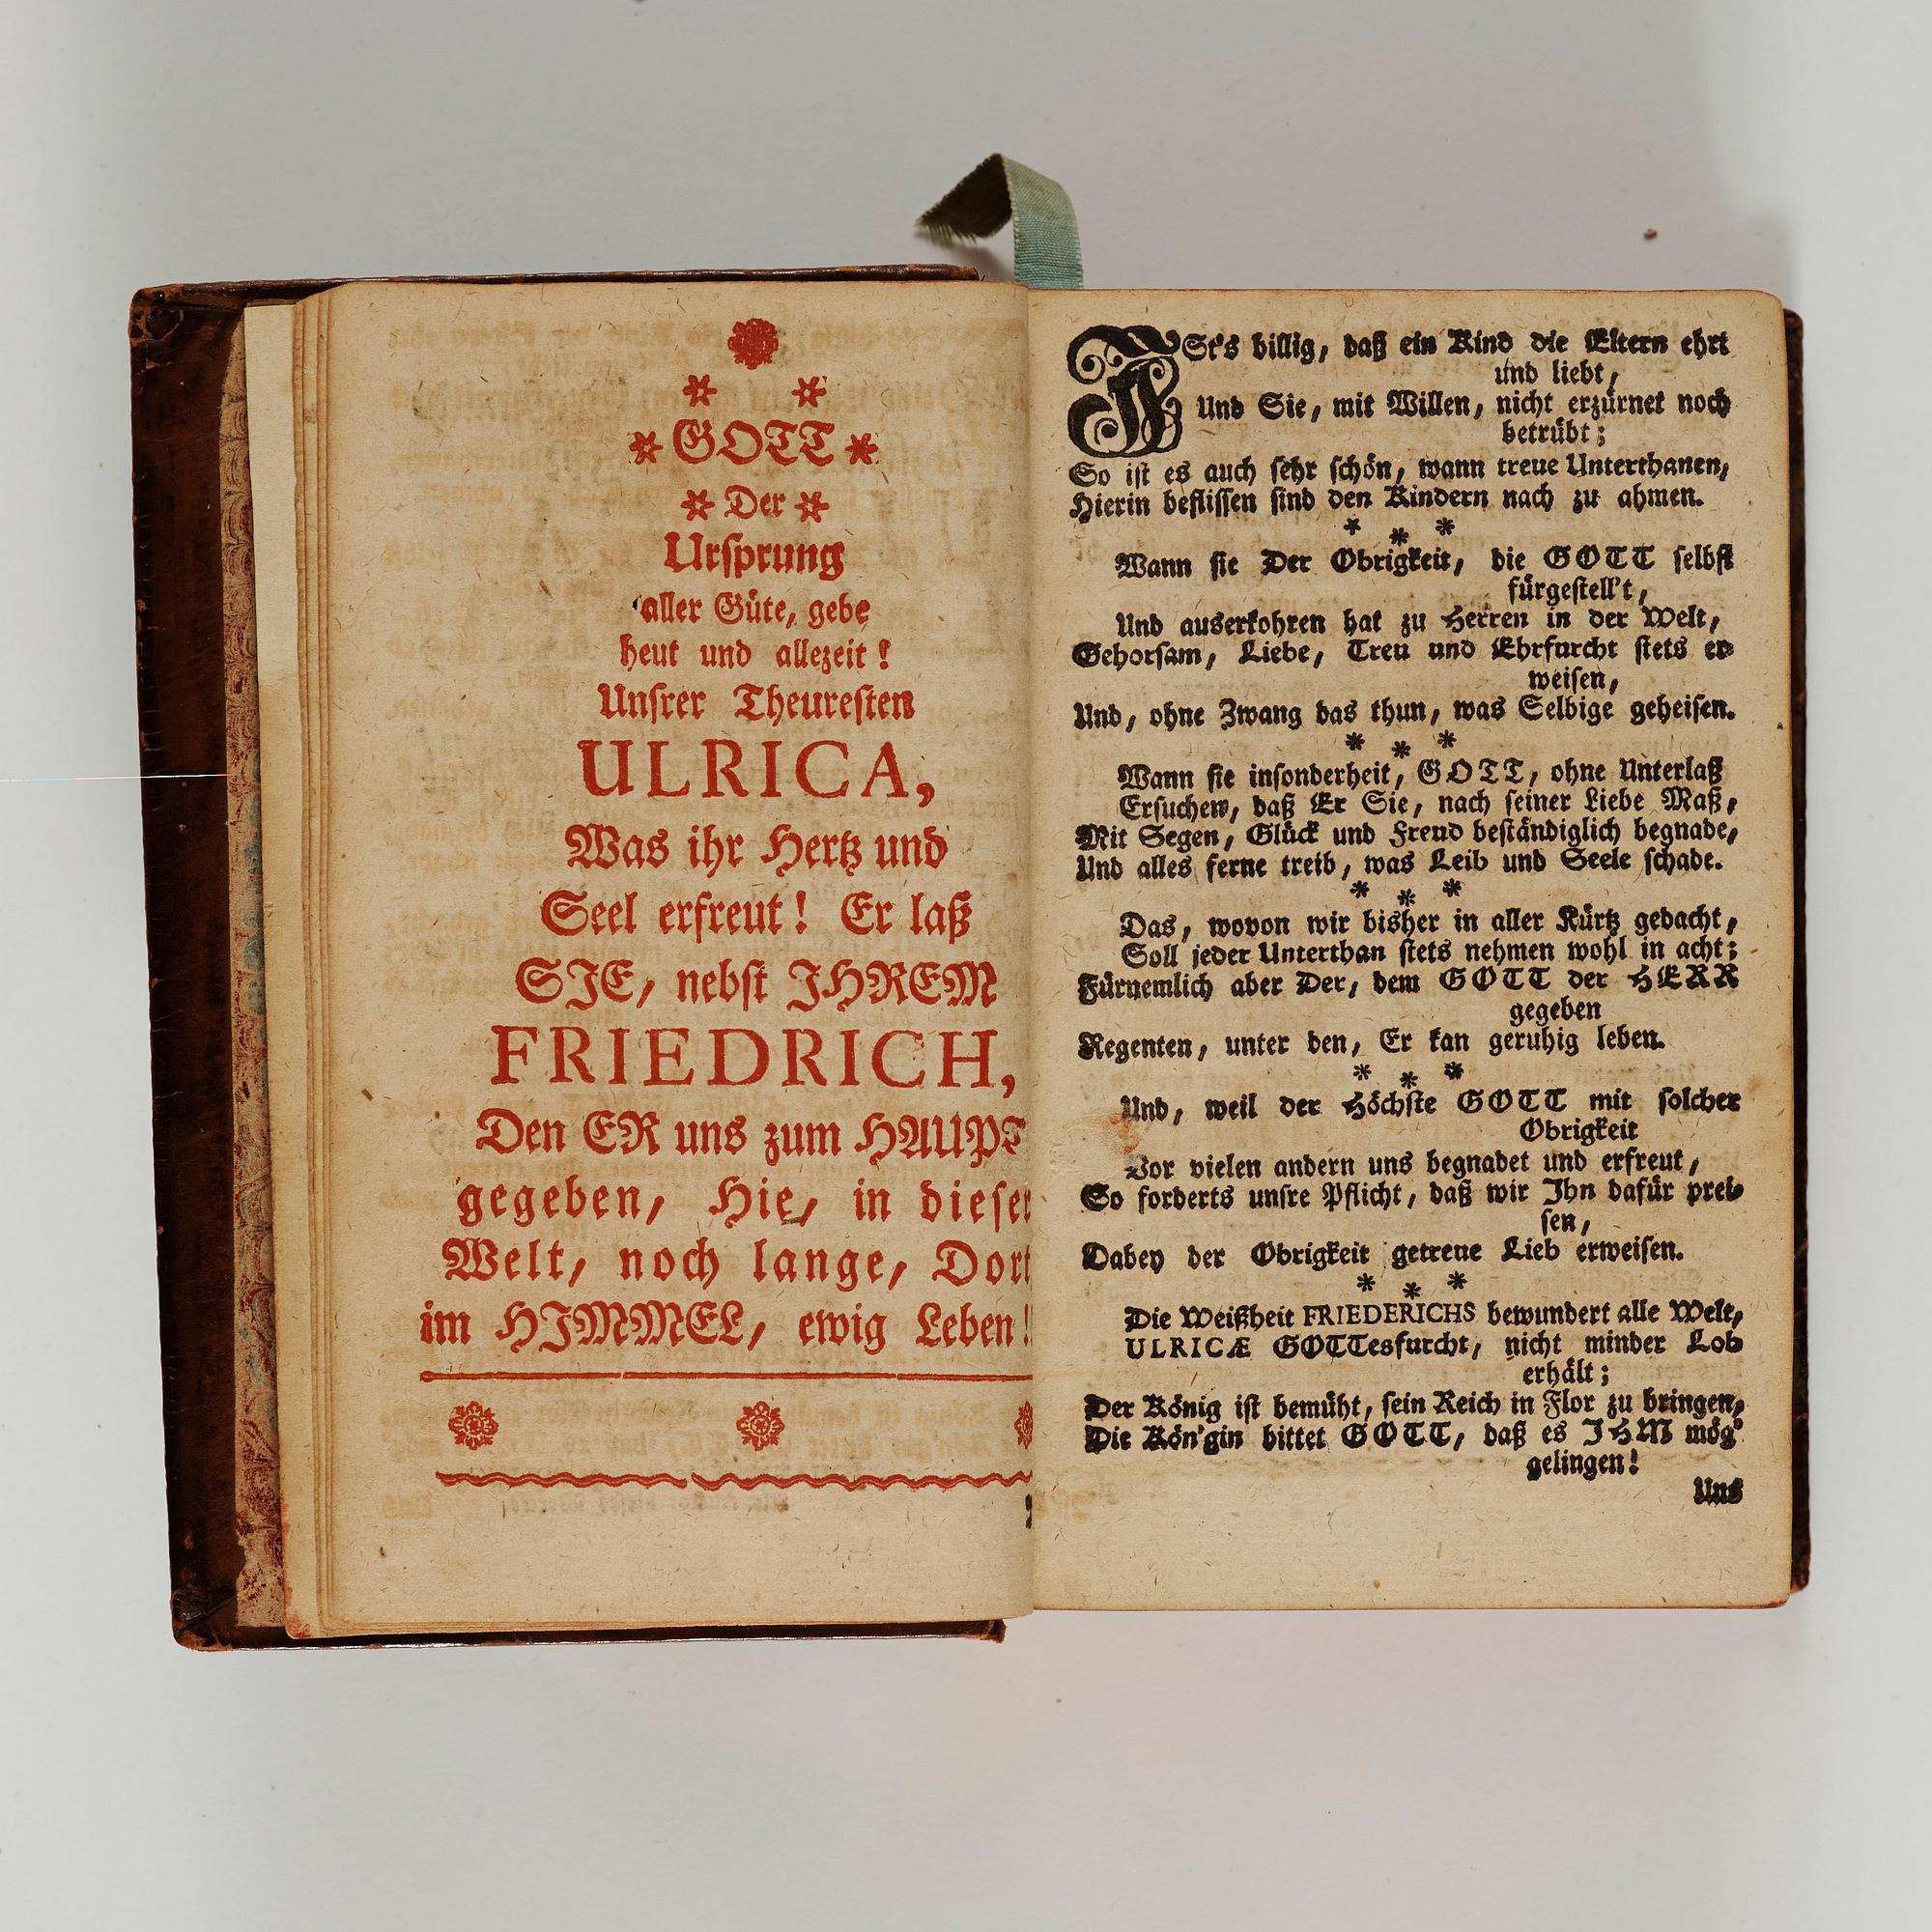 GOTT
Der
Ursprung
aller Güte, gebe
heut und allezeit!
Unsrer Theuresten
ULRICA,
Was ihr Hertz und
Seel erfreut! Er laß
SIE, nebst IHREM
FRIEDRICH,
Den ER uns zum HAUPT
gegeben, Hie, in dieser
Welt, noch lange, Dort
im HIMMEL, ewig Leben!
ISt's billig, daß ein Kind die Eltern ehrt
und liebt,
Und Sie, mit Willen, nicht erzürnet noch
betrübt;
So ist es auch sehr schön, wann treue Unterthanen,
Hierin beflissen sind den Kindern nach zu ahmen.
* * *
Wann sie Der Obrigkeit, die GOTT selbst
fürgestell't,
Und auserkohren hat zu Herren in der Welt,
Gehorsam, Liebe, Treu und Ehrfurcht stets er-
weisen,
Und, ohne Zwang das thun, was Selbige geheisen.
* * *
Wann sie insonderheit, GOTT, ohne Unterlaß
Ersuchen, daß Er Sie, nach seiner Liebe Maß,
Mit Segen, Glück und Freud beständiglich begnade,
Und alles ferne treib, was Leib und Seele schade.
* * *
Das, wovon wir bisher in aller Kürtz gedacht,
Soll jeder Unterthan stets nehmen wohl in acht;
Fürnemlich aber Der, dem GOTT der HERR
gegeben
Regenten, unter den, Er kan geruhig leben.
* * *
Und, weil der Höchste GOTT mit solcher
Obrigkeit
Vor vielen andern uns begnadet und erfreut,
So forderts unsre Pflicht, daß wir Ihn dafür prei-
sen,
Dabey der Obrigkeit getreue Lieb erweisen.
* * *
Die Weißheit FRIEDERICHS bewundert alle Welt,
ULRICÆ GOTTesfurcht, nicht minder Lob
erhält;
Der König ist bemüht, sein Reich in Flor zu bringen,
Die Kön'gin bittet GOTT, daß es IHM mög'
gelingen!
Uns